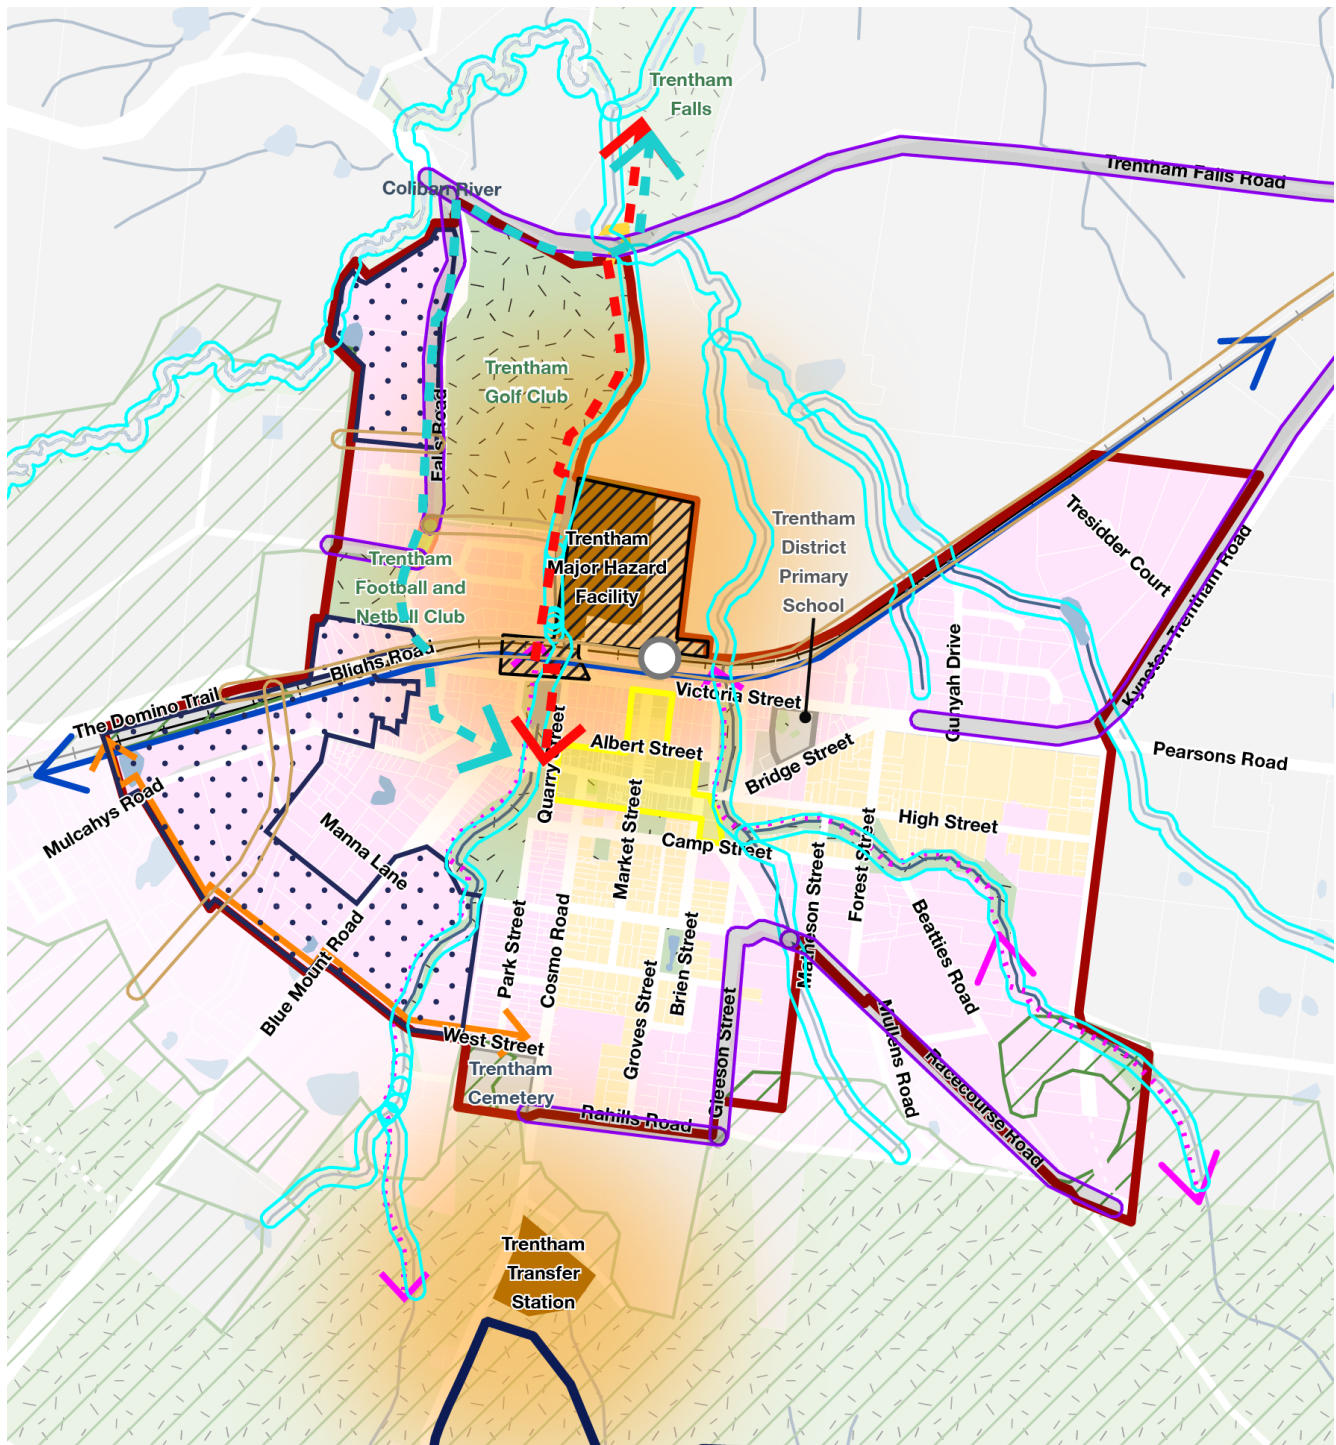 Trentham
Falls
Trentham Falls Road
Coliban River
Trentham
Golf Club
Falls Road
Trentham
Major Hazard
Facility
Trentham
District
Primary
School
Tresidder Court
Trentham
Football and
Netball Club
Kyneton-Trentham Road
Blighs Road
The Domino Trail
Gunyah Drive
Victoria Street
Quarry Street
Albert Street
Bridge Street
Pearsons Road
Mulcahys Road
Market Street
High Street
Camp Street
Manna Lane
Matheson Street
Forest Street
Beatties Road
Park Street
Cosmo Road
Brien Street
Groves Street
Blue Mount Road
Gleeson Street
Mullens Road
Racecourse Road
West Street
Trentham
Cemetery
Rahills Road
Trentham
Transfer
Station